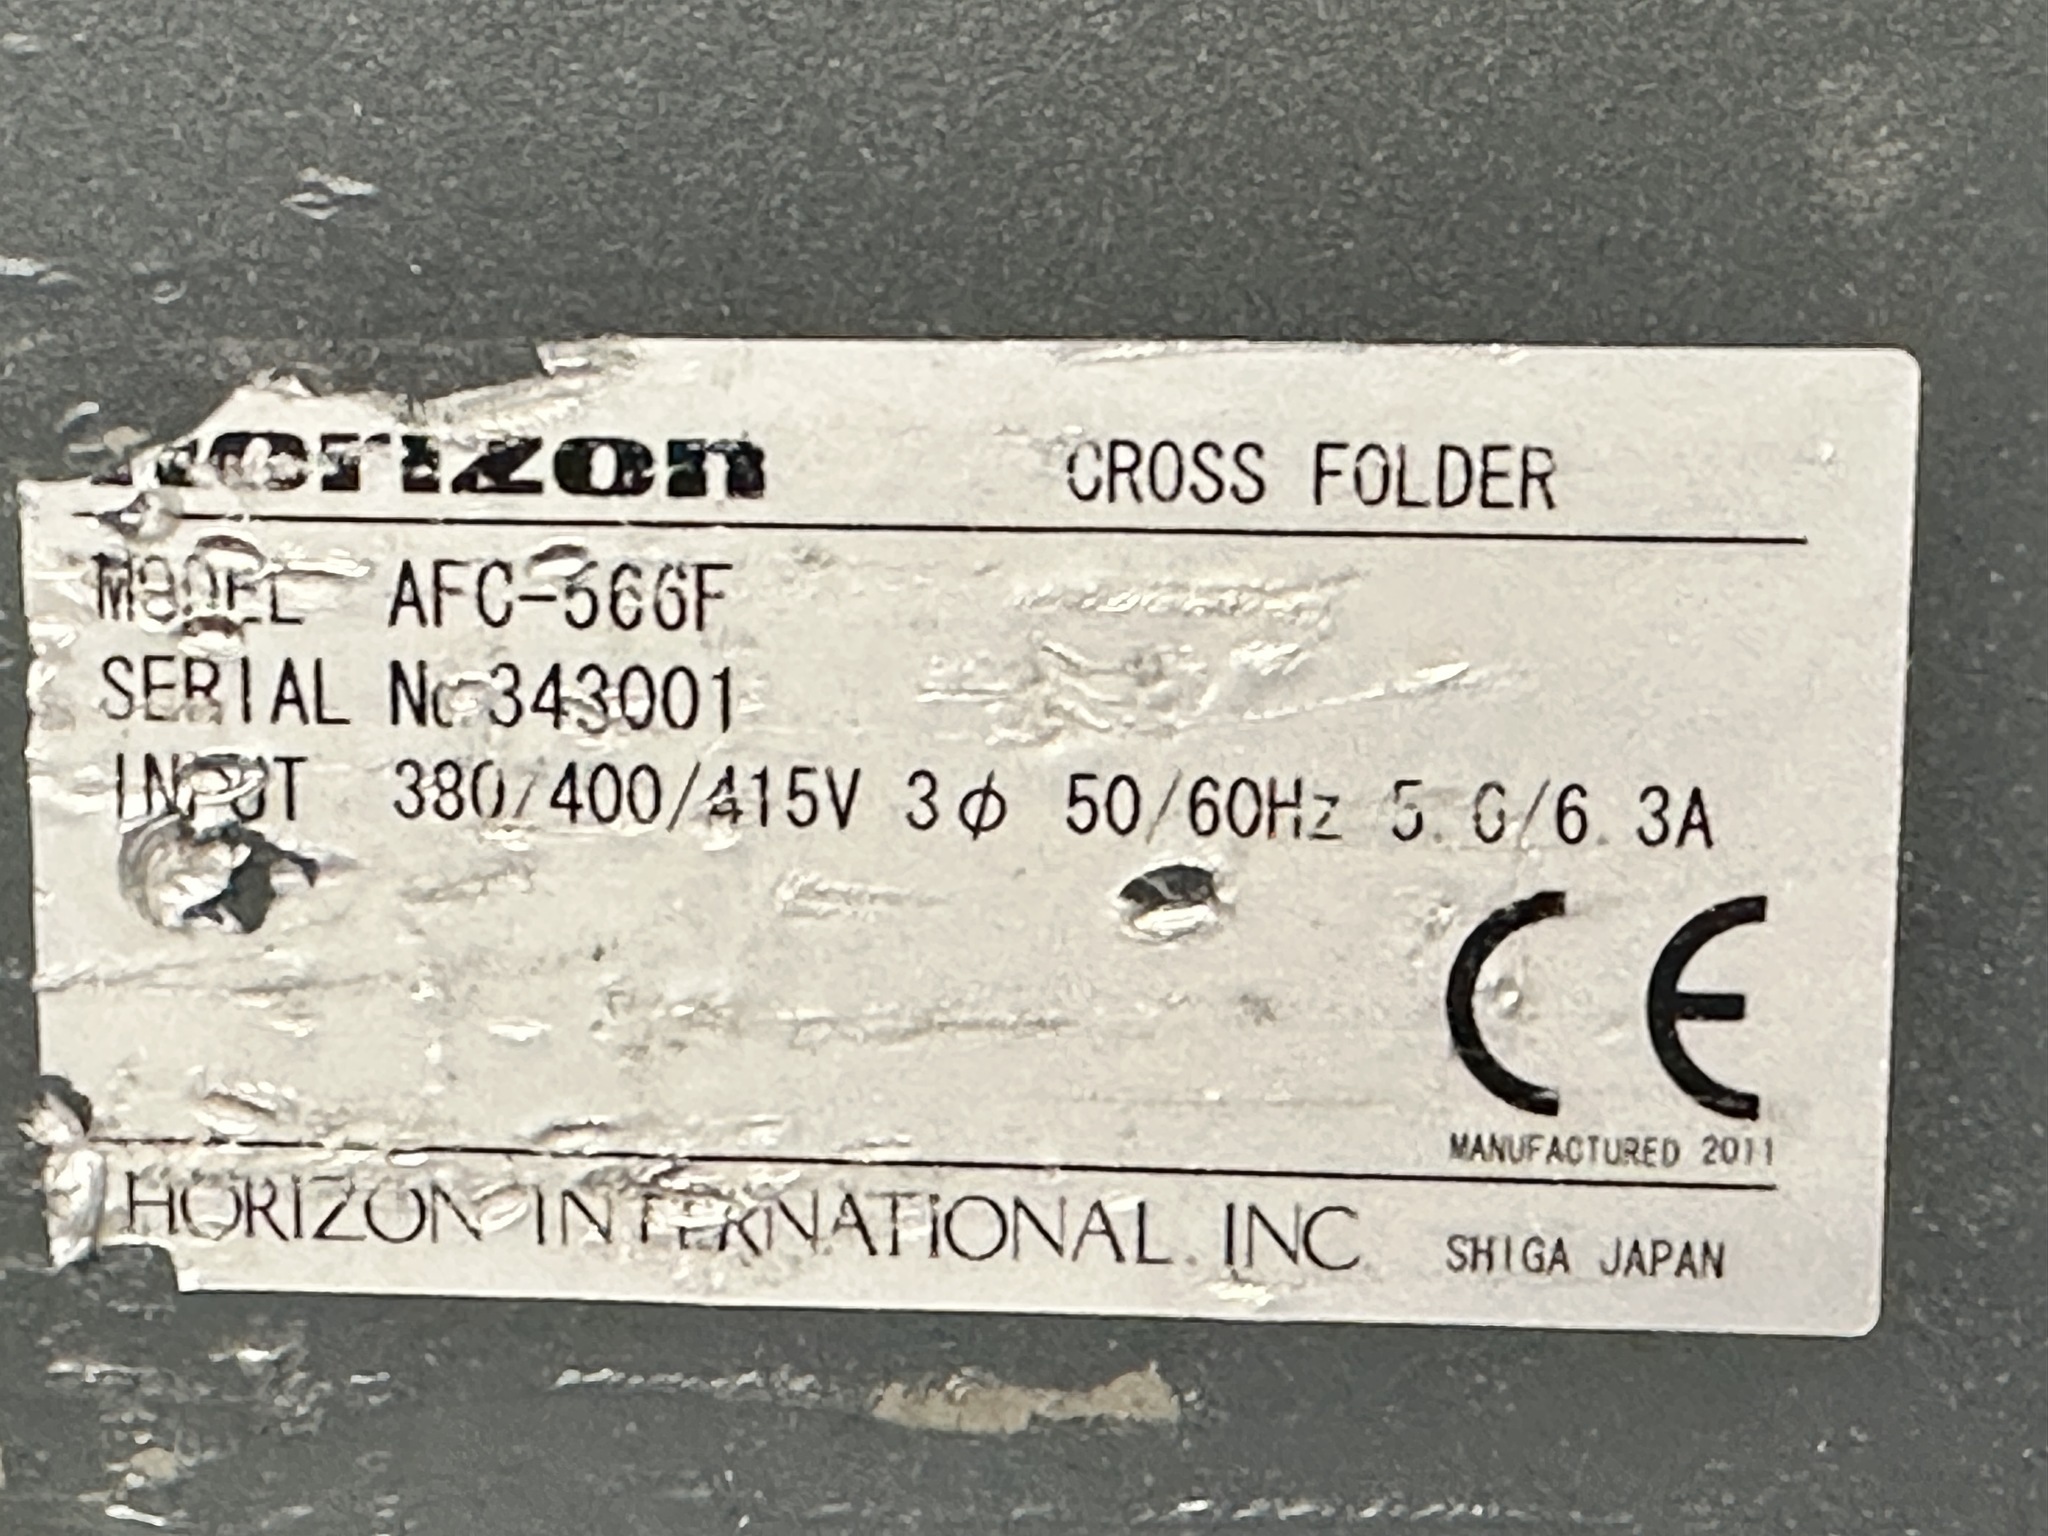 Horizon CROSS FOLDER
MODEL AFC-566F
SERIAL No 343001
INPUT 380/400/415V 3φ 50/60Hz 5.0/6.3A
CE
MANUFACTURED 2011
HORIZON INTERNATIONAL INC SHIGA JAPAN